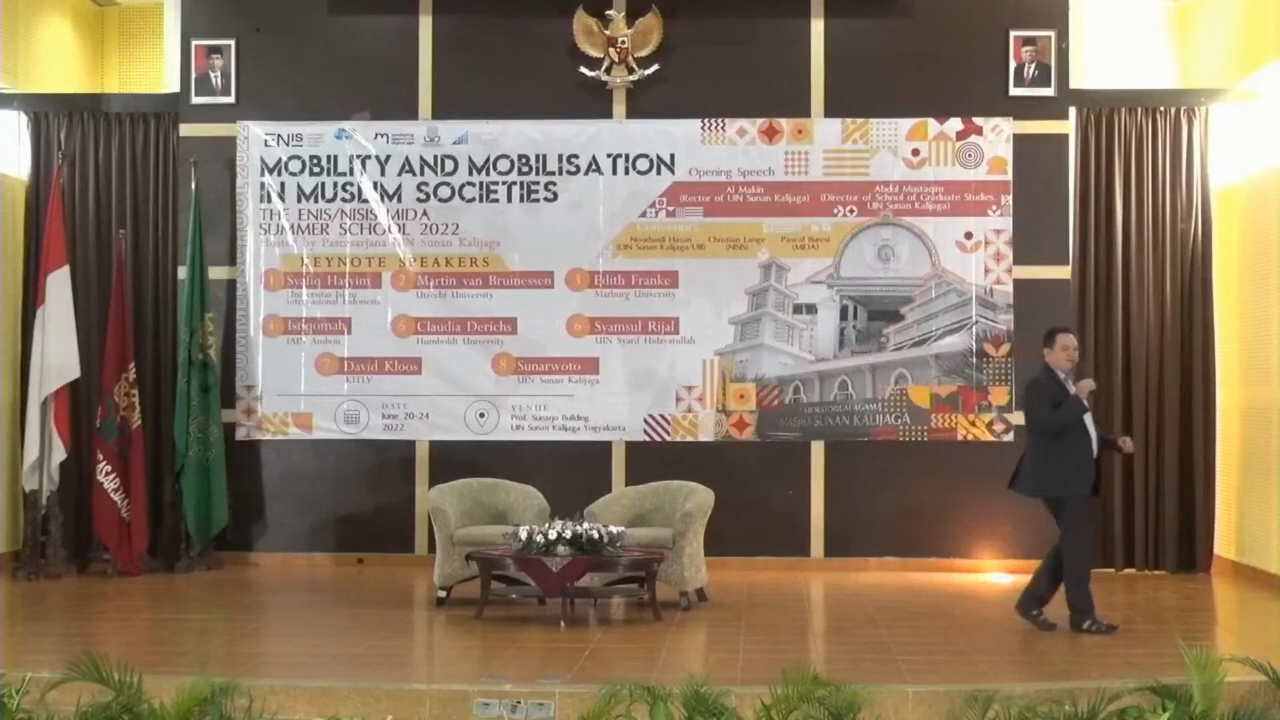 ENIS
MOBILITY AND MOBILISATION
IN MUSLIM SOCIETIES
THE ENIS/NISIS/MIDA
SUMMER SCHOOL 2022
Hosted by Pascasarjana UIN Sunan Kalijaga
KEYNOTE SPEAKERS
1 Syafiq Hasyim
Universitas Islam
Internasional Indonesia
2 Martin van Bruinessen
Utrecht University
3 Edith Franke
Marburg University
4 Istiqomah
IAIN Ambon
5 Claudia Derichs
Humboldt University
6 Syamsul Rijal
UIN Syarif Hidayatullah
7 David Kloos
KITLV
8 Sunarwoto
UIN Sunan Kalijaga
DATE
June 20-24
2022
VENUE
Prof. Sunarjo Building
UIN Sunan Kalijaga Yogyakarta
Opening Speech
Al Makin
(Rector of UIN Sunan Kalijaga)
Abdul Mustaqim
(Director of School of Graduate Studies,
UIN Sunan Kalijaga)
Convenors
Noorhaidi Hasan
(UIN Sunan Kalijaga/UIII)
Christian Lange
(NISIS)
Pascal Buresi
(MIDA)
LABORATORIUM AGAMA
MASJID SUNAN KALIJAGA